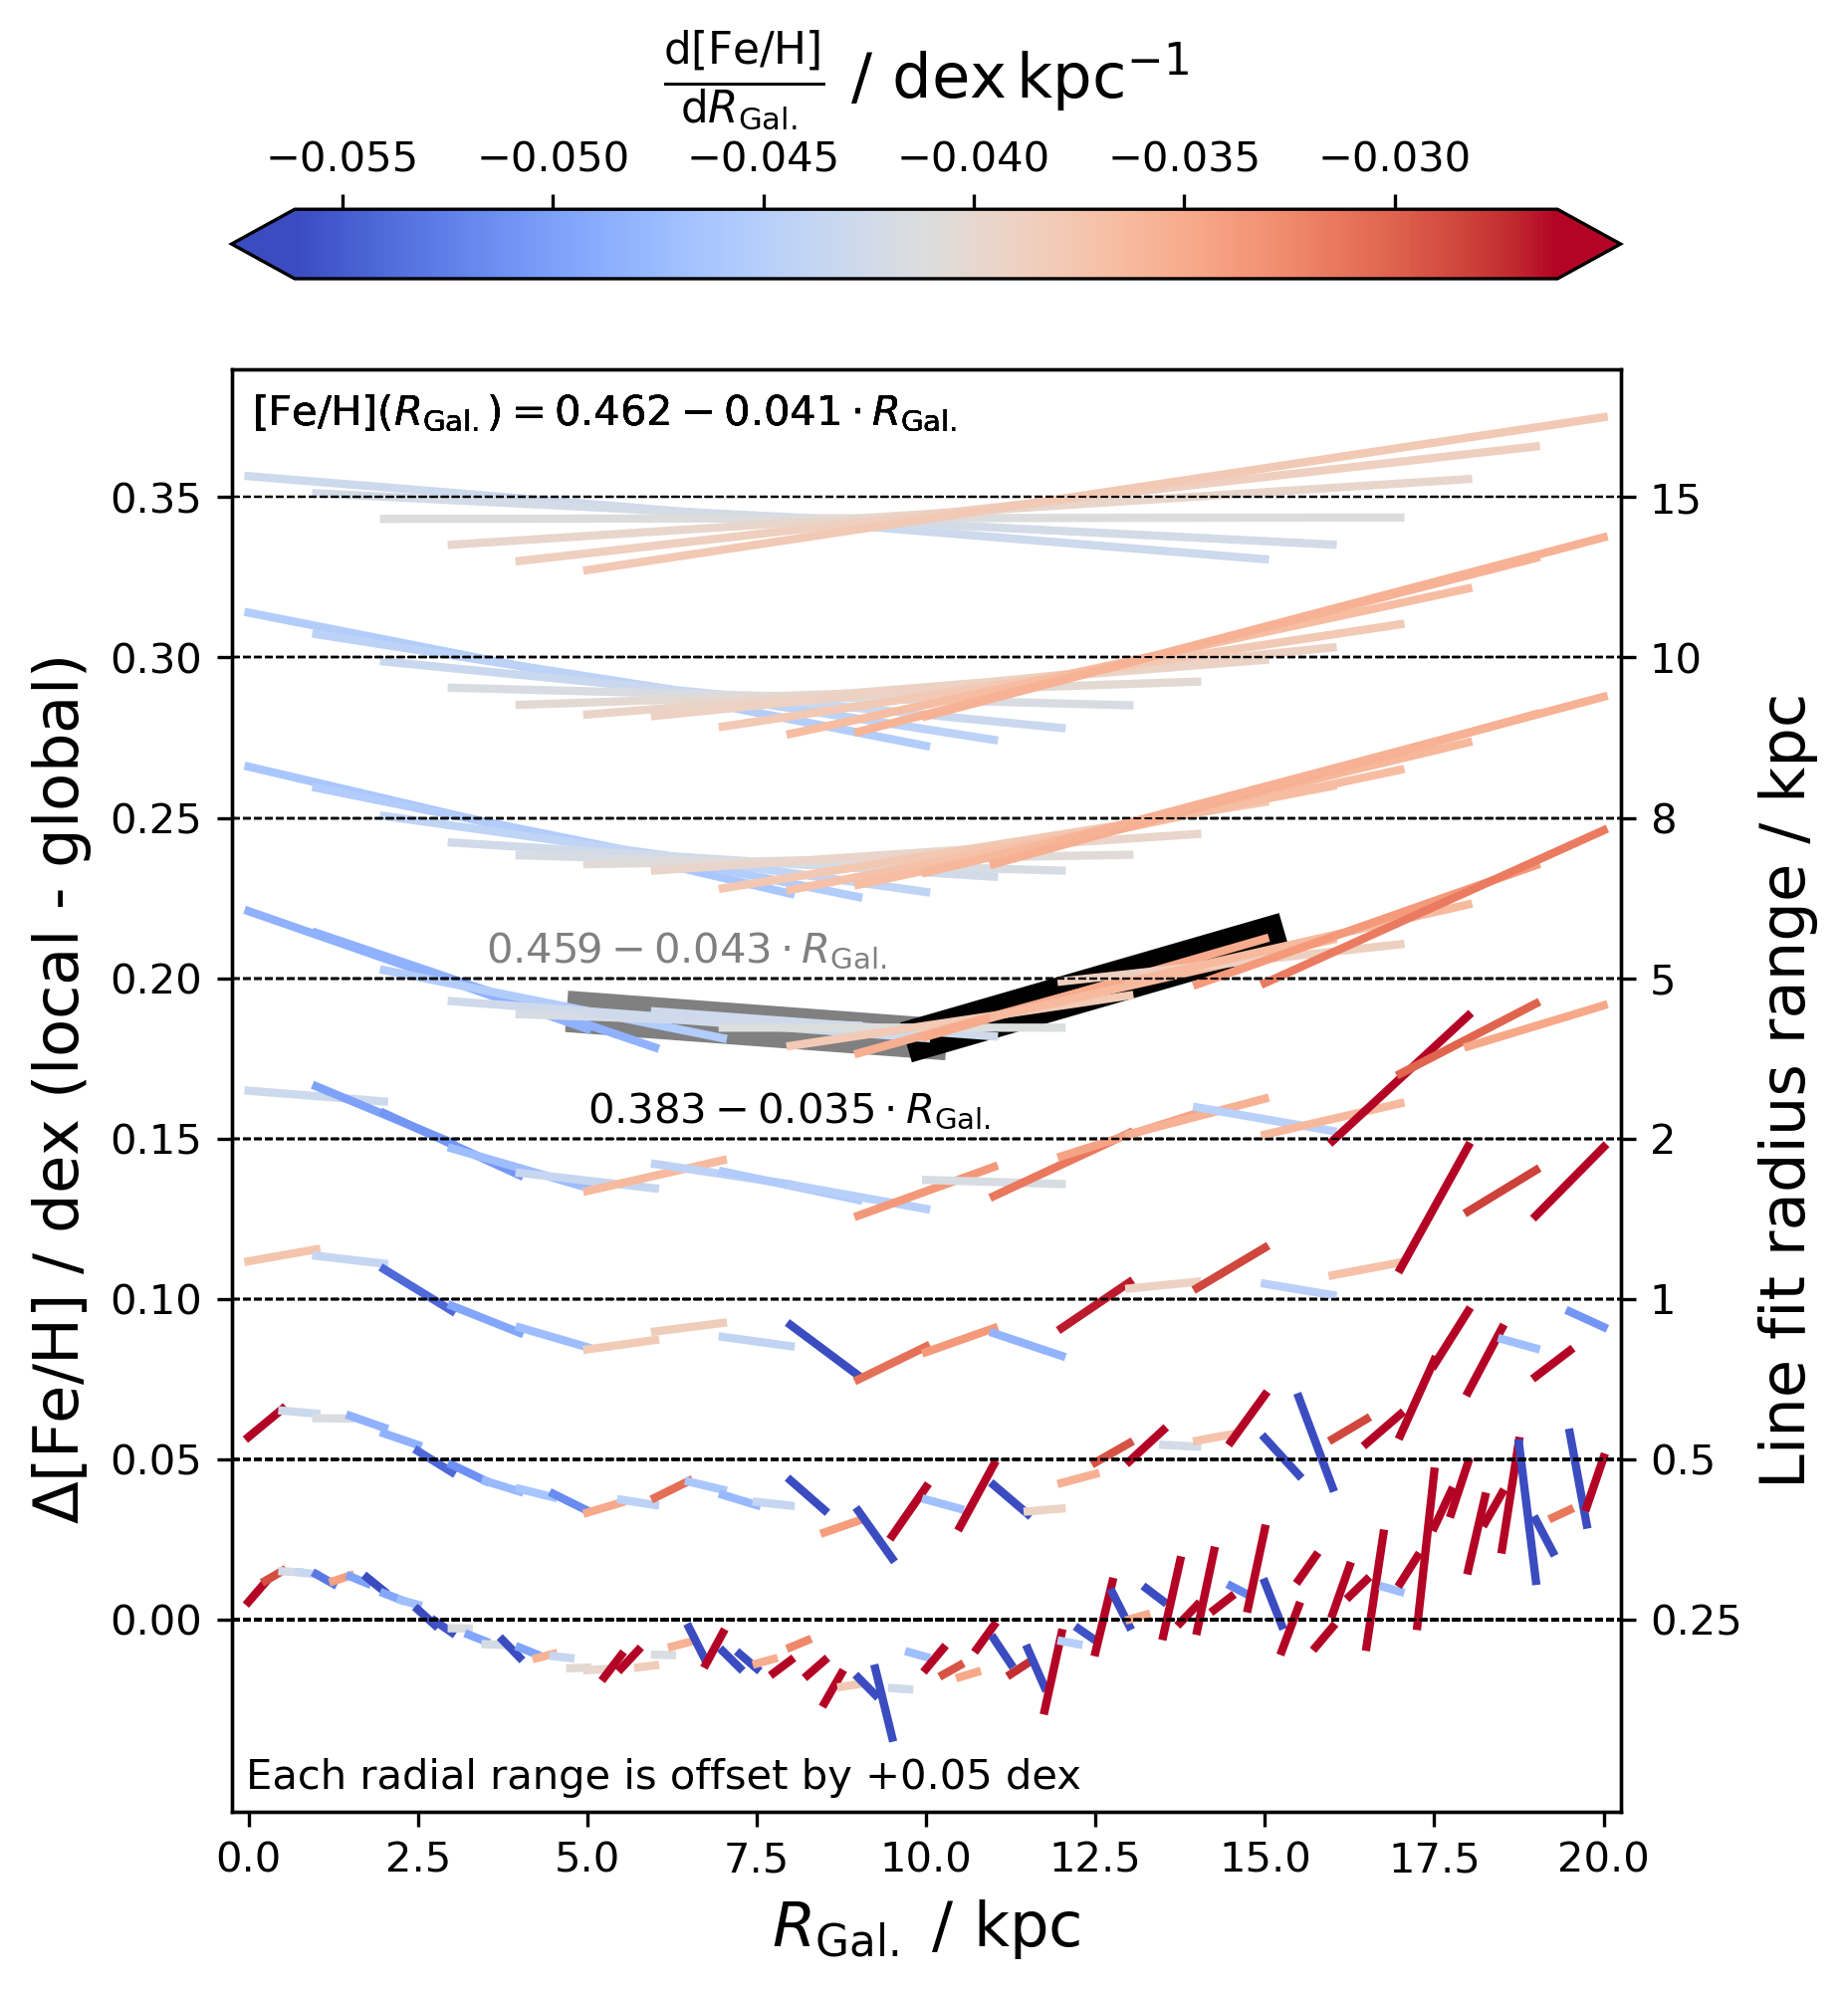 d[Fe/H]
dR_Gal. / dex kpc⁻¹
−0.055 −0.050 −0.045 −0.040 −0.035 −0.030
[Fe/H](R_Gal.) = 0.462 − 0.041 · R_Gal.
0.35 15
0.30 10
0.25 8
0.459 − 0.043 · R_Gal.
0.20 5
0.383 − 0.035 · R_Gal.
0.15 2
0.10 1
0.05 0.5
0.00 0.25
Δ[Fe/H] / dex (local - global)
Line fit radius range / kpc
Each radial range is offset by +0.05 dex
0.0 2.5 5.0 7.5 10.0 12.5 15.0 17.5 20.0
R_Gal. / kpc